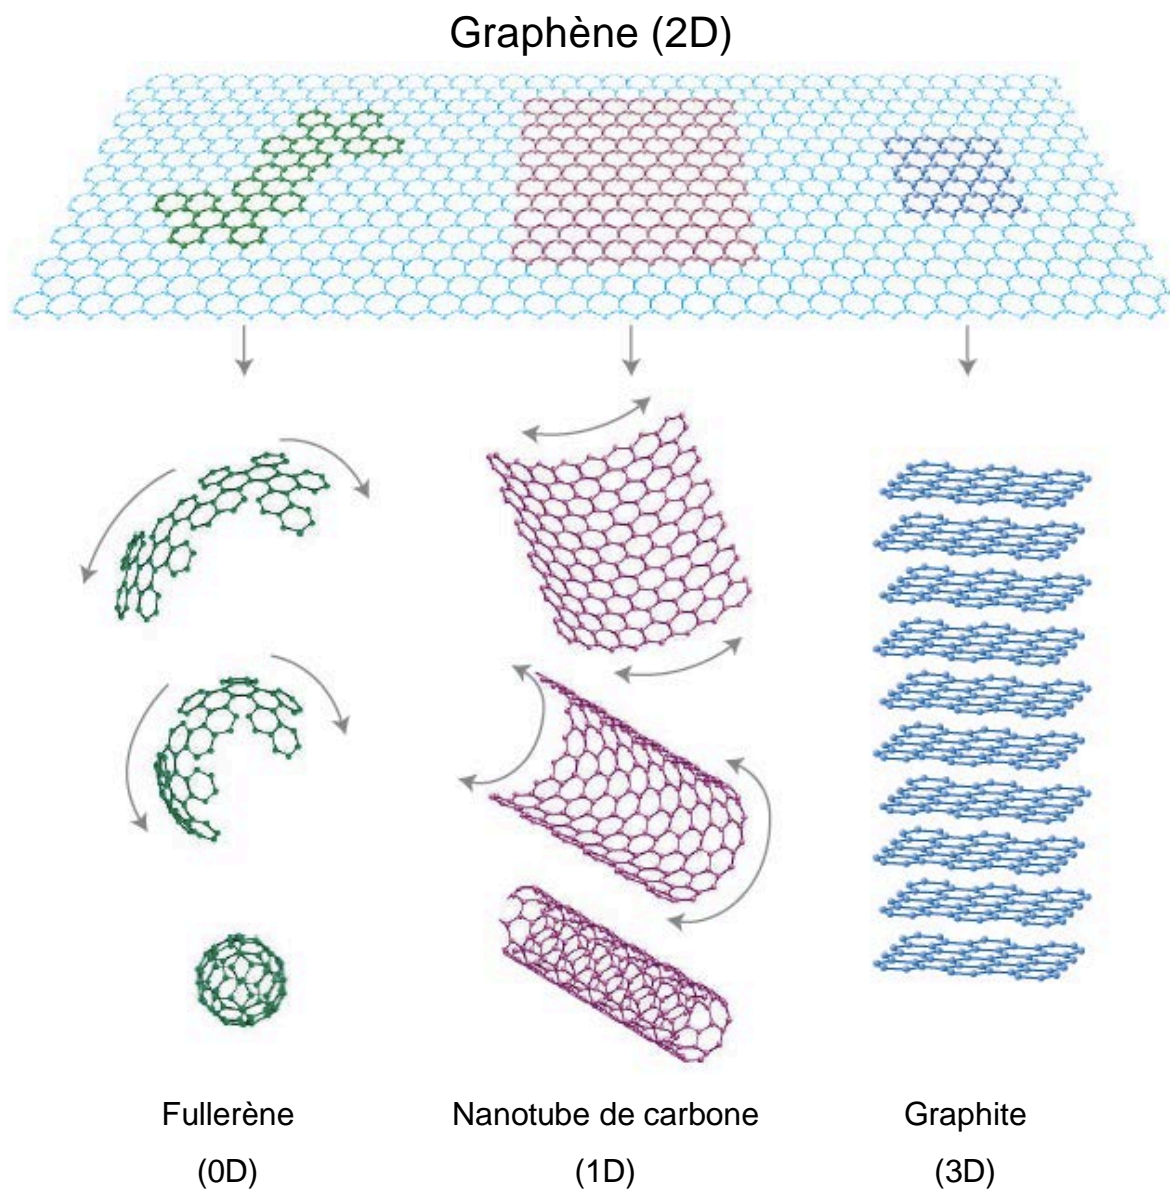 Graphène (2D)
Fullerène
(0D)
Nanotube de carbone
(1D)
Graphite
(3D)